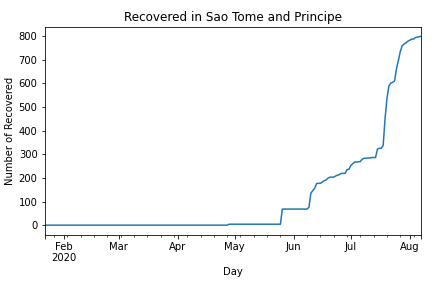 Recovered in Sao Tome and Principe
Number of Recovered
800
700
600
500
400
300
200
100
0
Feb Mar Apr May Jun Jul Aug
2020
Day